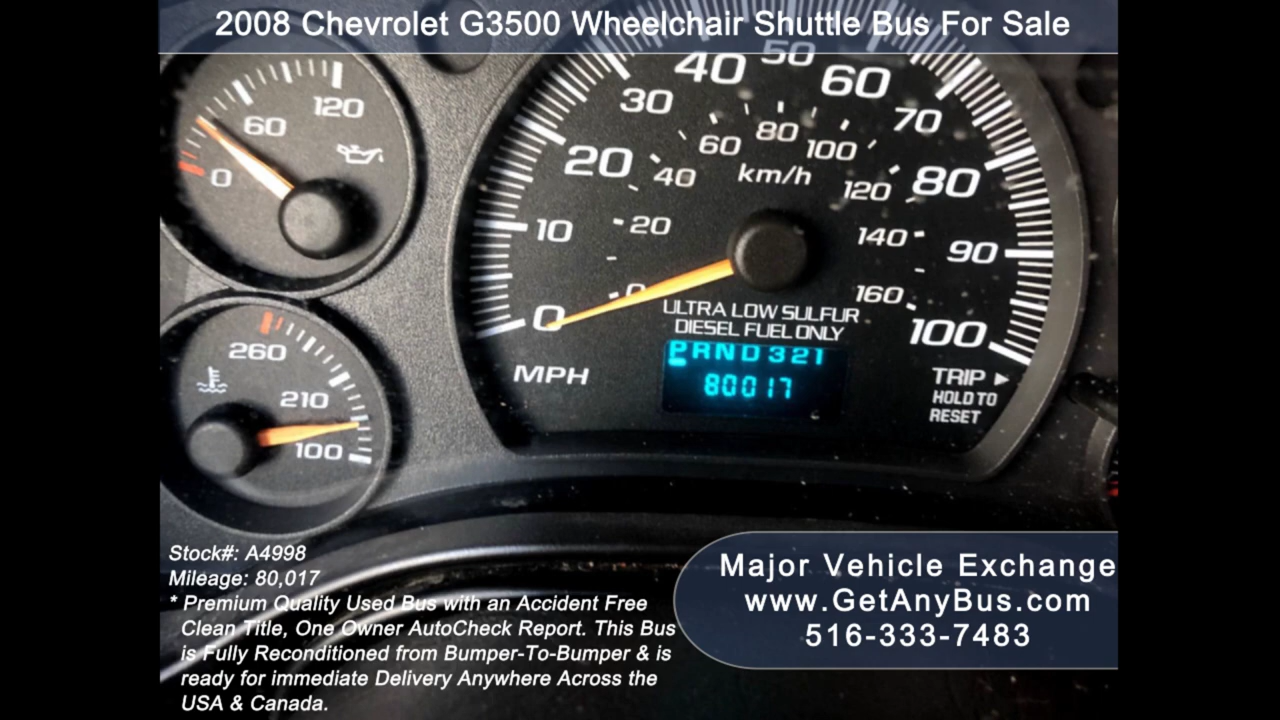 2008 Chevrolet G3500 Wheelchair Shuttle Bus For Sale
120
60
0
260
210
100
50
40
60
30
70
20
80
10
90
0
100
80
60
100
40
km/h
120
20
140
0
160
ULTRA LOW SULFUR
DIESEL FUEL ONLY
PRND321
80017
MPH
TRIP
HOLD TO
RESET
Stock#: A4998
Mileage: 80,017
* Premium Quality Used Bus with an Accident Free
Clean Title, One Owner AutoCheck Report. This Bus
is Fully Reconditioned from Bumper-To-Bumper & is
ready for immediate Delivery Anywhere Across the
USA & Canada.
Major Vehicle Exchange
www.GetAnyBus.com
516-333-7483